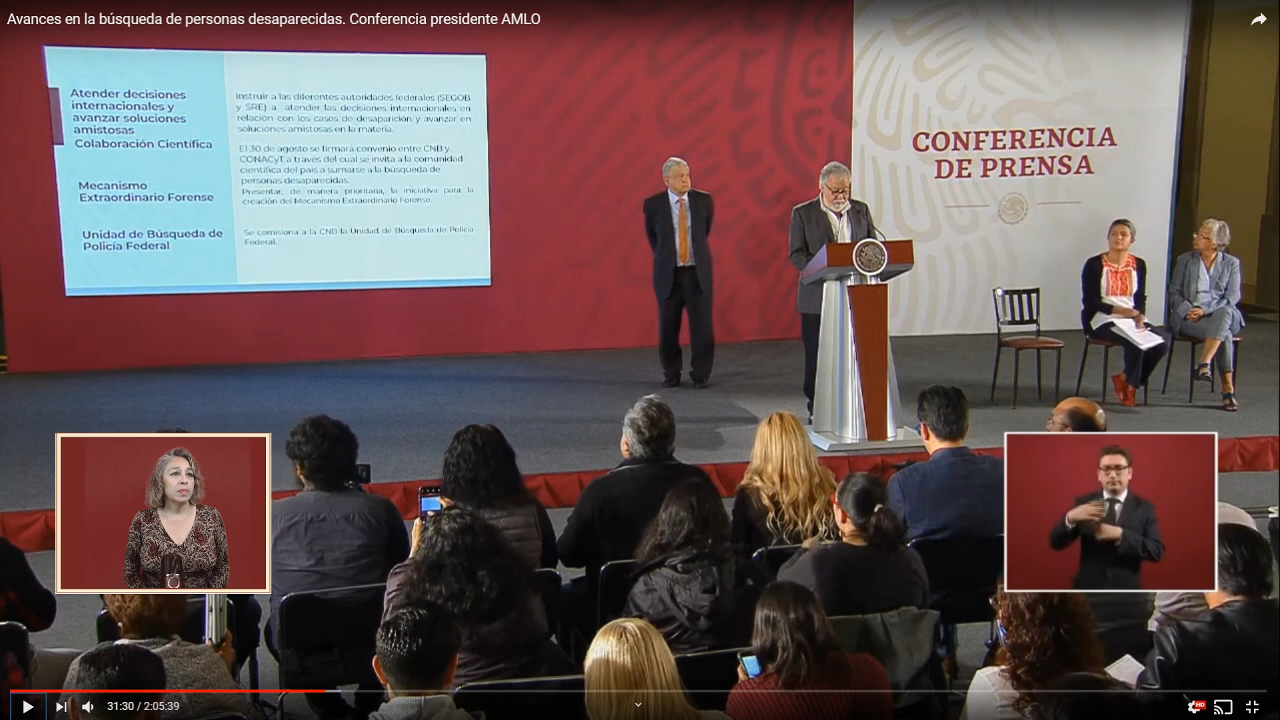 Avances en la búsqueda de personas desaparecidas. Conferencia presidente AMLO
Atender decisiones
internacionales y
avanzar soluciones
amistosas
Colaboración Científica
Mecanismo
Extraordinario Forense
Unidad de Búsqueda de
Policía Federal
Instruir a las diferentes autoridades federales (SEGOB
y SRE) a atender las decisiones internacionales en
relación con los casos de desaparición y avanzar en
soluciones amistosas en la materia.
El 30 de agosto se firmará convenio entre CNB y
CONACyT a través del cual se invita a la comunidad
científica del país a sumarse a la búsqueda de
personas desaparecidas.
Presentar, de manera prioritaria, la iniciativa para la
creación del Mecanismo Extraordinario Forense.
Se comisiona a la CNB la Unidad de Búsqueda de Policía
Federal.
CONFERENCIA
DE PRENSA
31:30 / 2:05:39
HD